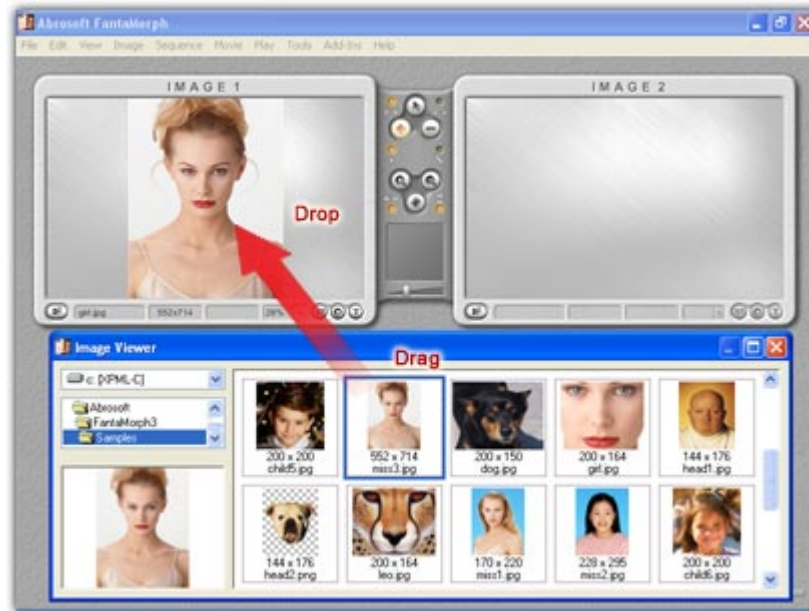 Abrosoft FantaMorph
File Edit View Image Sequence Movie Play Tools Add-Ins Help
IMAGE 1
IMAGE 2
Drop
girl.jpg 552x714 28%
Drag
Image Viewer
c: [XPML-C]
Abrosoft
FantaMorph3
Samples
200 x 200
child5.jpg
552 x 714
miss3.jpg
200 x 150
dog.jpg
200 x 164
girl.jpg
144 x 176
head1.jpg
144 x 176
head2.png
200 x 164
leo.jpg
170 x 220
miss1.jpg
228 x 295
miss2.jpg
200 x 200
child6.jpg